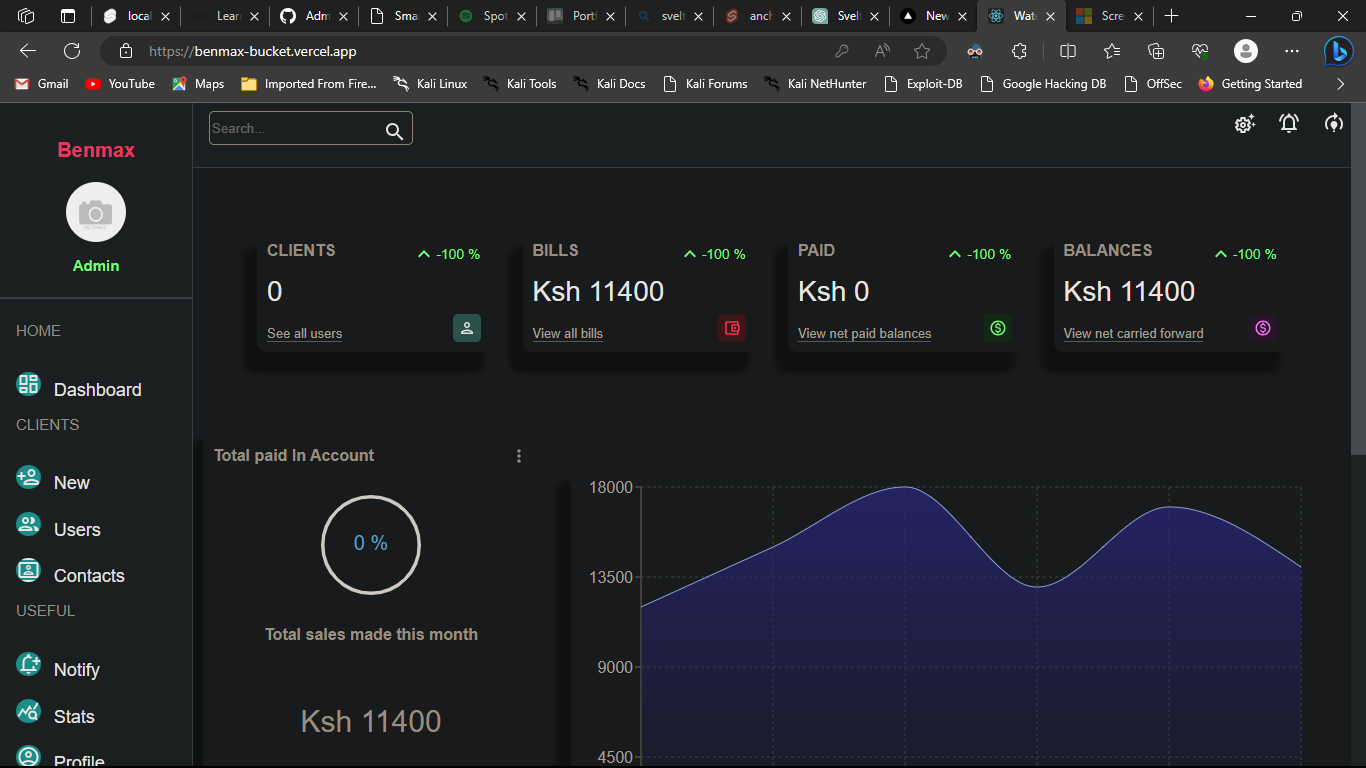 local
Lear
Adm
Sma
Spot
Port
svelt
anch
Svelt
New
Wat
Scre
https://benmax-bucket.vercel.app
Gmail
YouTube
Maps
Imported From Fire...
Kali Linux
Kali Tools
Kali Docs
Kali Forums
Kali NetHunter
Exploit-DB
Google Hacking DB
OffSec
Getting Started
Benmax
Admin
HOME
Dashboard
CLIENTS
New
Users
Contacts
USEFUL
Notify
Stats
Profile
Search...
CLIENTS
-100 %
0
See all users
BILLS
-100 %
Ksh 11400
View all bills
PAID
-100 %
Ksh 0
View net paid balances
BALANCES
-100 %
Ksh 11400
View net carried forward
Total paid In Account
0 %
Total sales made this month
Ksh 11400
18000
13500
9000
4500